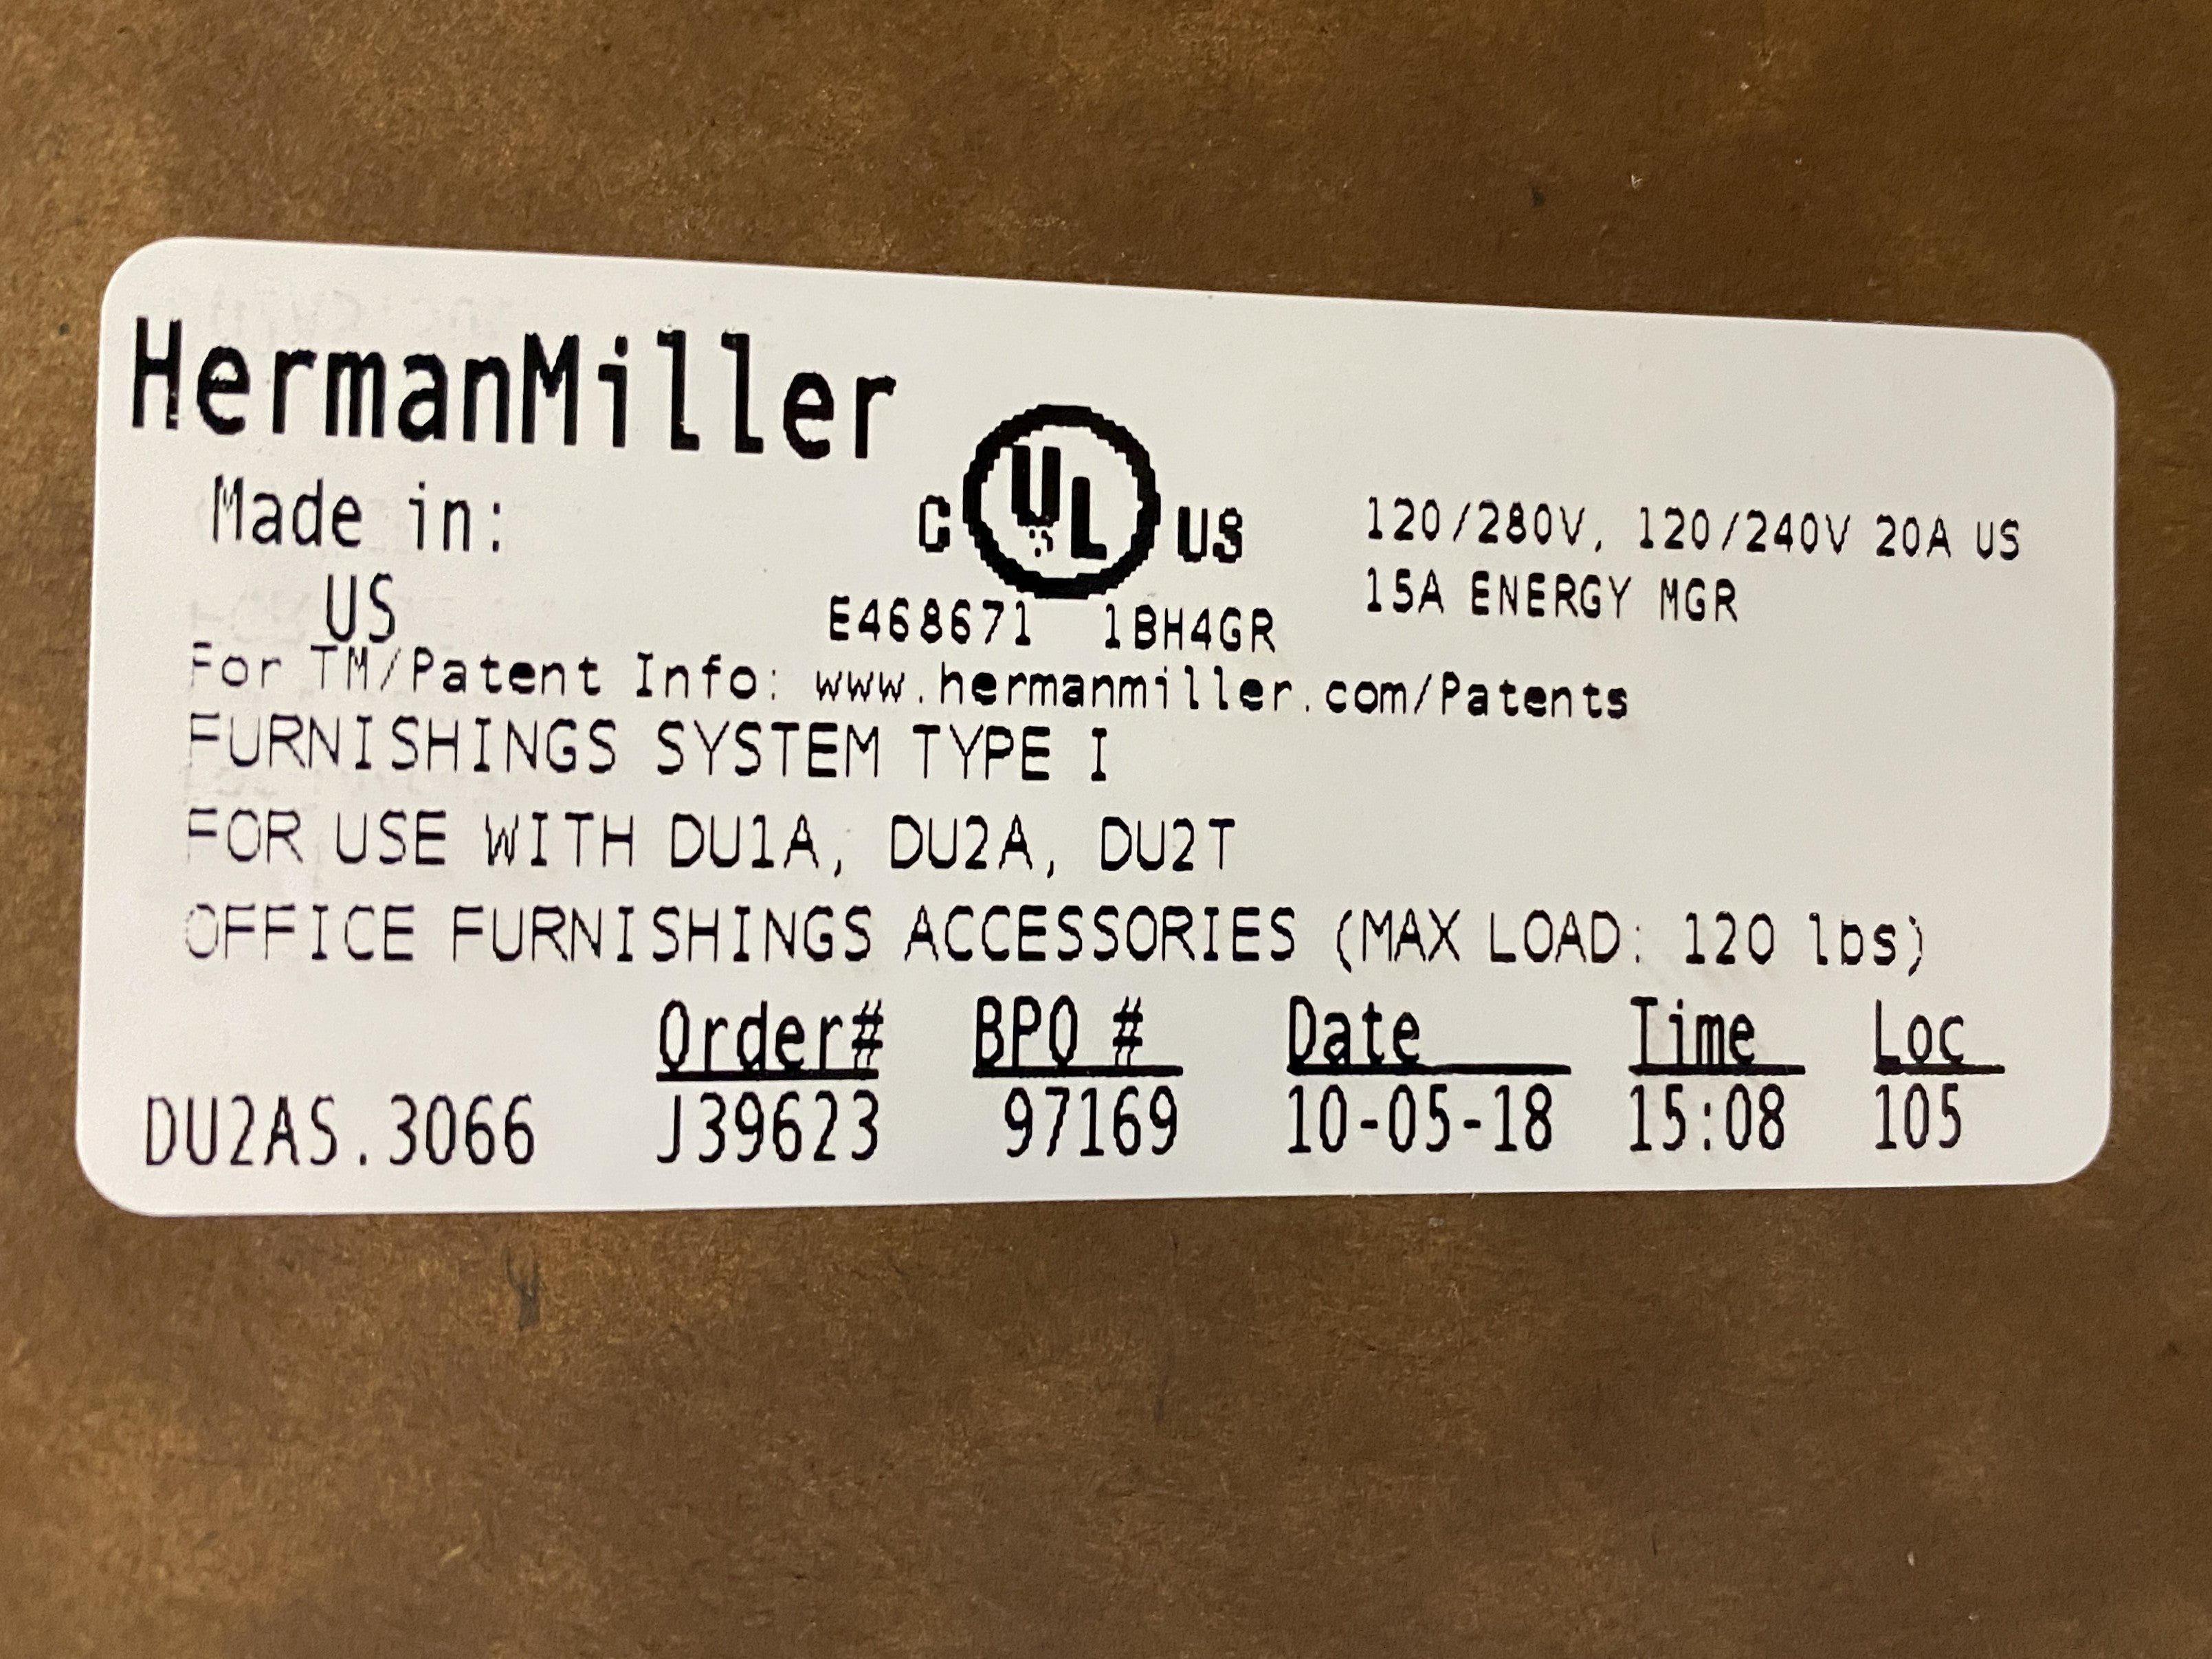 HermanMiller
Made in:
US
C UL US
E468671 1BH4GR
120/280V, 120/240V 20A US
15A ENERGY MGR
For TM/Patent Info: www.hermanmiller.com/Patents
FURNISHINGS SYSTEM TYPE I
FOR USE WITH DU1A, DU2A, DU2T
OFFICE FURNISHINGS ACCESSORIES (MAX LOAD: 120 lbs)
Order# BPO # Date Time Loc
DU2AS.3066 J39623 97169 10-05-18 15:08 105